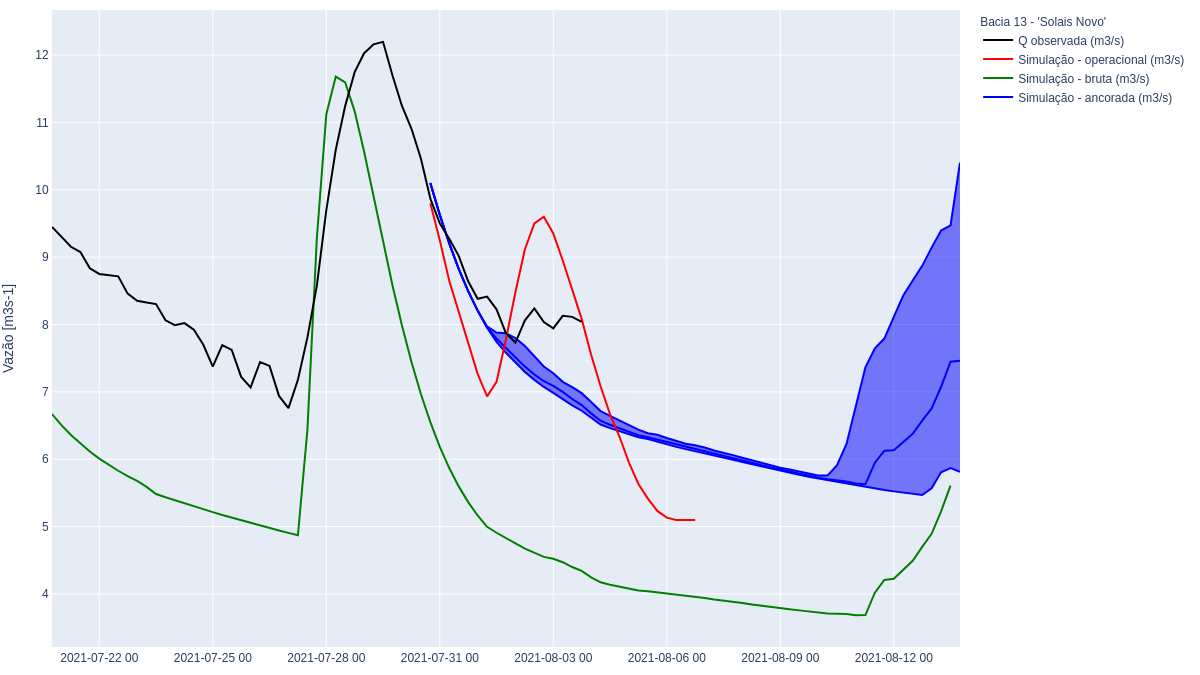 Bacia 13 - 'Solais Novo'
Q observada (m3/s)
Simulação - operacional (m3/s)
Simulação - bruta (m3/s)
Simulação - ancorada (m3/s)
Vazão [m3s-1]
12
11
10
9
8
7
6
5
4
2021-07-22 00
2021-07-25 00
2021-07-28 00
2021-07-31 00
2021-08-03 00
2021-08-06 00
2021-08-09 00
2021-08-12 00